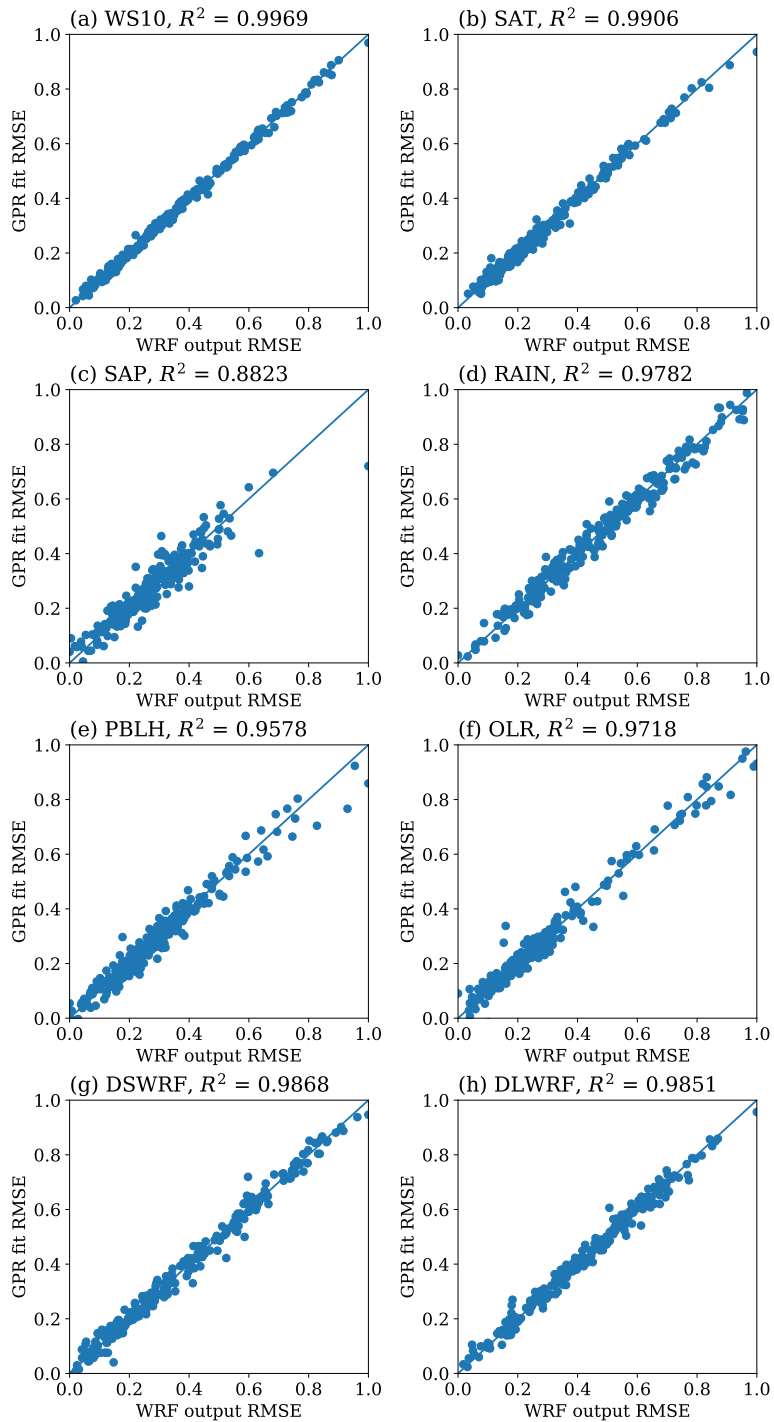 (a) WS10, R² = 0.9969
(b) SAT, R² = 0.9906
1.0
0.8
0.6
0.4
0.2
0.0
GPR fit RMSE
0.0 0.2 0.4 0.6 0.8 1.0
WRF output RMSE
1.0
0.8
0.6
0.4
0.2
0.0
GPR fit RMSE
0.0 0.2 0.4 0.6 0.8 1.0
WRF output RMSE
(c) SAP, R² = 0.8823
(d) RAIN, R² = 0.9782
1.0
0.8
0.6
0.4
0.2
0.0
GPR fit RMSE
0.0 0.2 0.4 0.6 0.8 1.0
WRF output RMSE
1.0
0.8
0.6
0.4
0.2
0.0
GPR fit RMSE
0.0 0.2 0.4 0.6 0.8 1.0
WRF output RMSE
(e) PBLH, R² = 0.9578
(f) OLR, R² = 0.9718
1.0
0.8
0.6
0.4
0.2
0.0
GPR fit RMSE
0.0 0.2 0.4 0.6 0.8 1.0
WRF output RMSE
1.0
0.8
0.6
0.4
0.2
0.0
GPR fit RMSE
0.0 0.2 0.4 0.6 0.8 1.0
WRF output RMSE
(g) DSWRF, R² = 0.9868
(h) DLWRF, R² = 0.9851
1.0
0.8
0.6
0.4
0.2
0.0
GPR fit RMSE
0.0 0.2 0.4 0.6 0.8 1.0
WRF output RMSE
1.0
0.8
0.6
0.4
0.2
0.0
GPR fit RMSE
0.0 0.2 0.4 0.6 0.8 1.0
WRF output RMSE